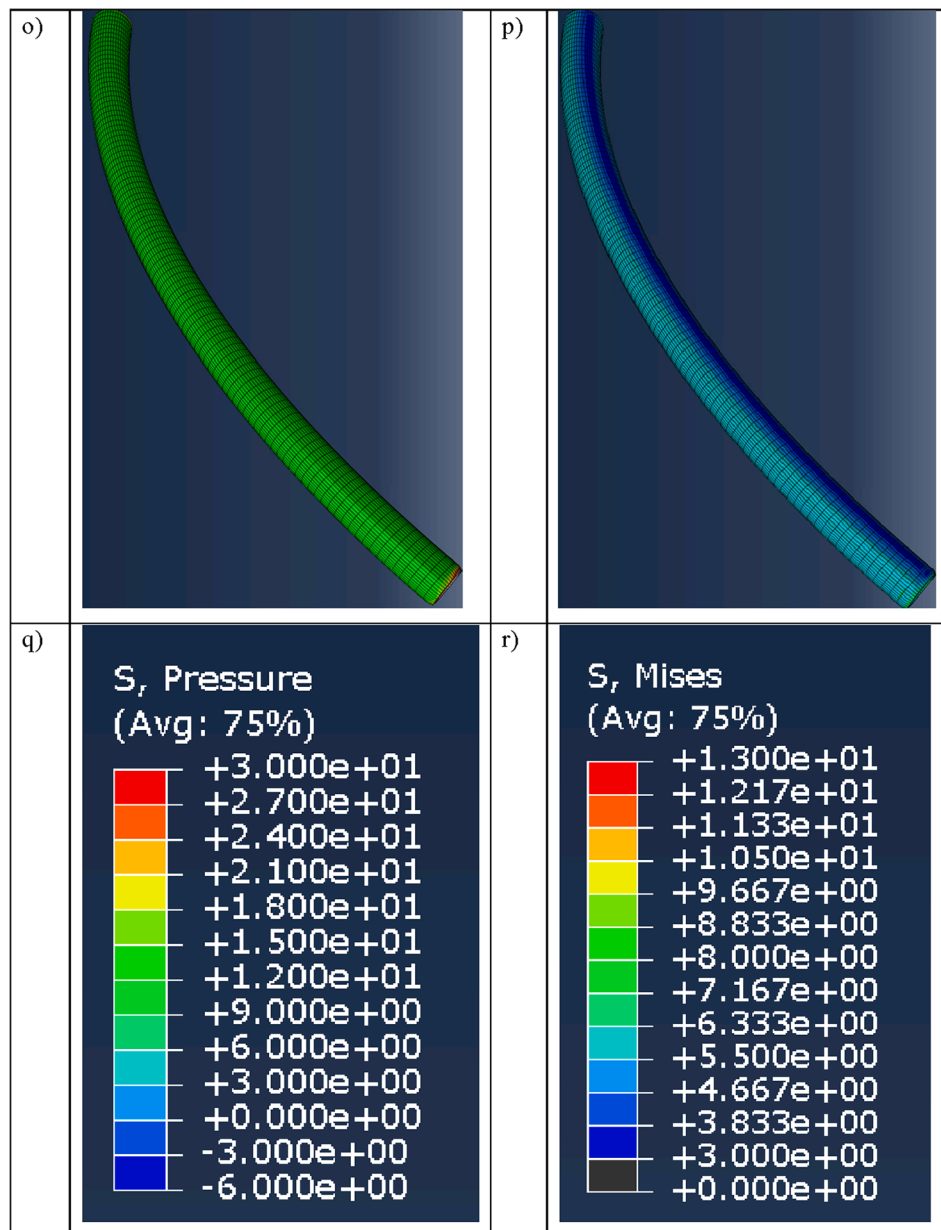 o)
p)
q)
S, Pressure
(Avg: 75%)
+3.000e+01
+2.700e+01
+2.400e+01
+2.100e+01
+1.800e+01
+1.500e+01
+1.200e+01
+9.000e+00
+6.000e+00
+3.000e+00
+0.000e+00
-3.000e+00
-6.000e+00
r)
S, Mises
(Avg: 75%)
+1.300e+01
+1.217e+01
+1.133e+01
+1.050e+01
+9.667e+00
+8.833e+00
+8.000e+00
+7.167e+00
+6.333e+00
+5.500e+00
+4.667e+00
+3.833e+00
+3.000e+00
+0.000e+00